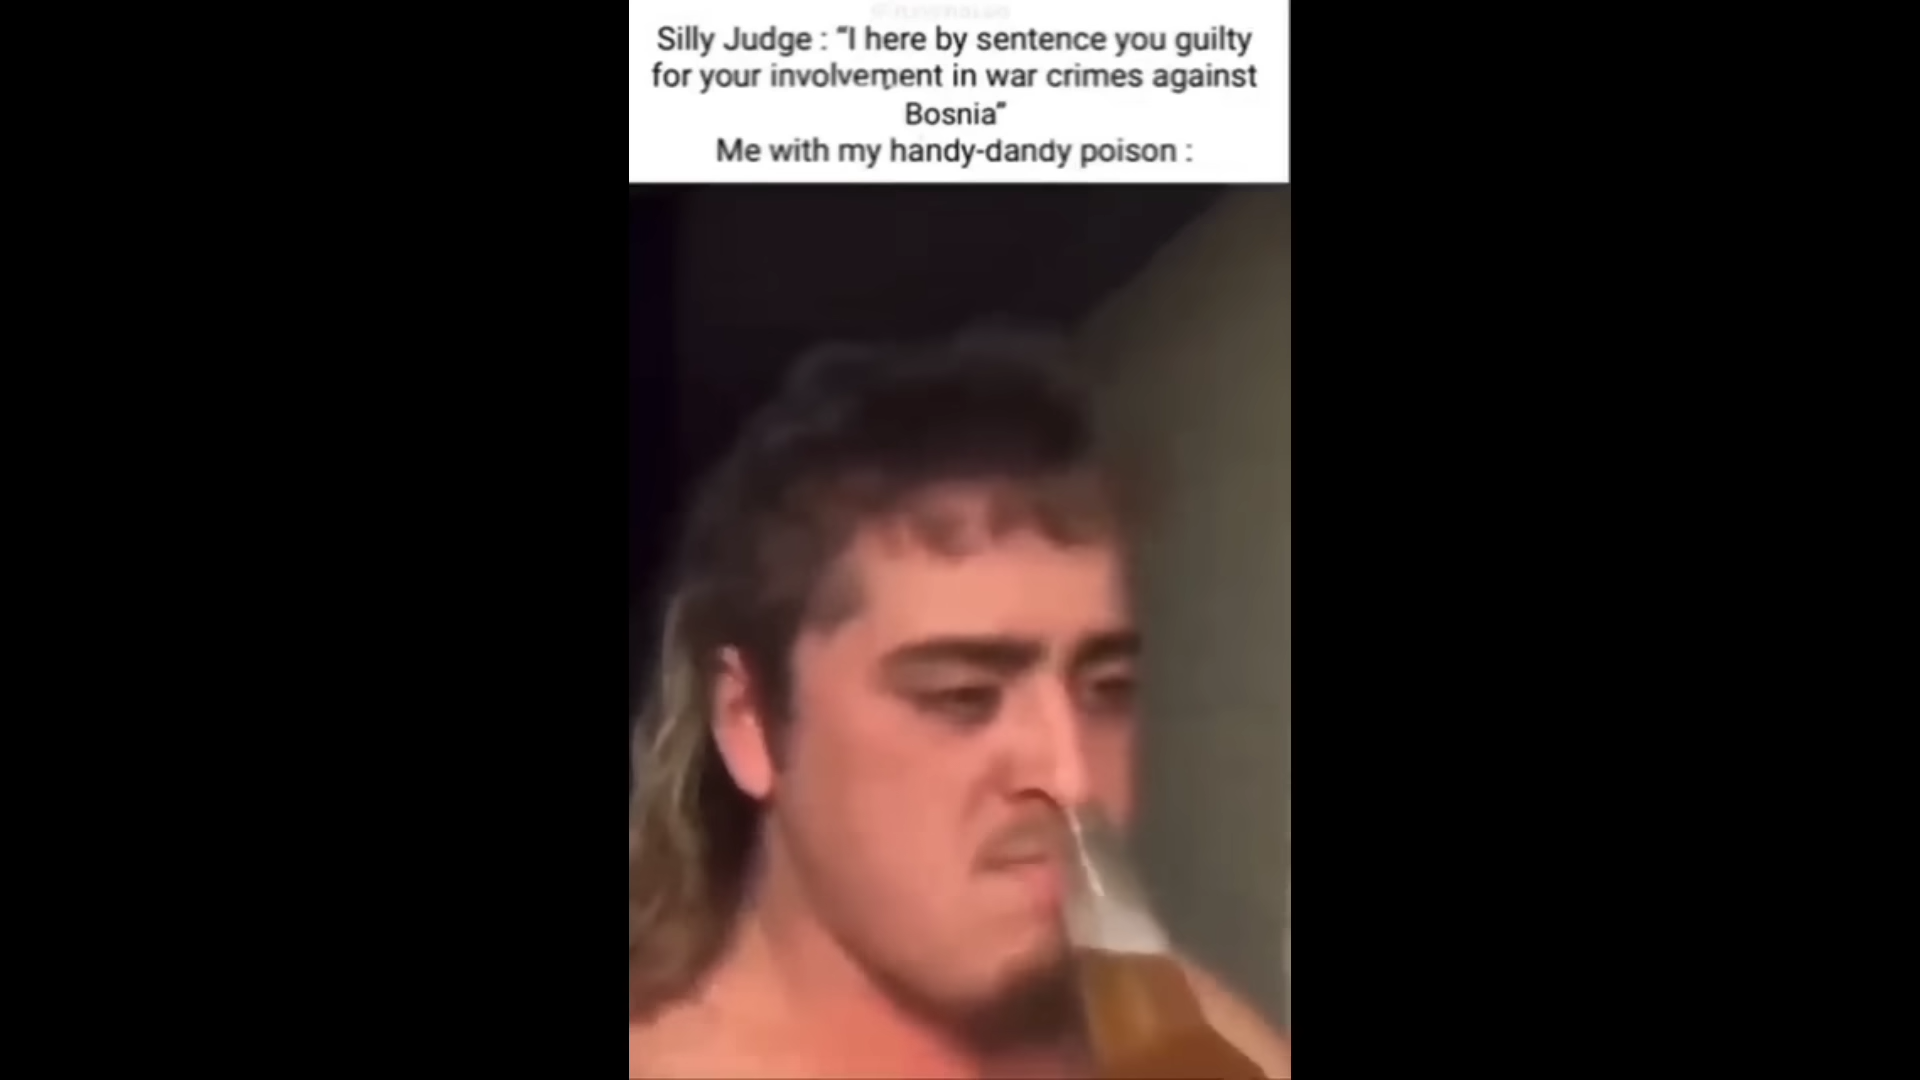 Silly Judge : “I here by sentence you guilty
for your involvement in war crimes against
Bosnia”
Me with my handy-dandy poison :